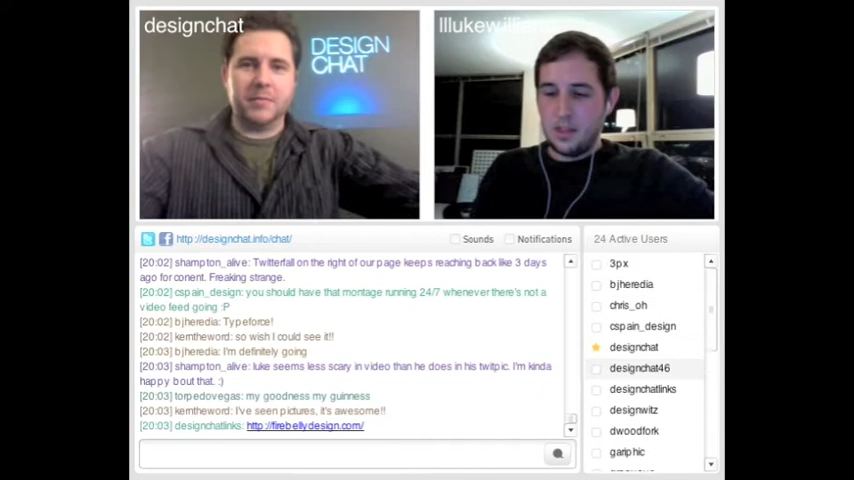 designchat
DESIGN
CHAT
http://designchat.info/chat/
Sounds
Notifications
24 Active Users
[20:02] shampton_alive: Twitterfall on the right of our page keeps reaching back like 3 days
ago for conent. Freaking strange.
[20:02] cspain_design: you should have that montage running 24/7 whenever there's not a
video feed going :P
[20:02] bjheredia: Typeforce!
[20:02] kerntheword: so wish I could see it!!
[20:03] bjheredia: I'm definitely going
[20:03] shampton_alive: luke seems less scary in video than he does in his twitpic. I'm kinda
happy bout that. :)
[20:03] torpedovegas: my goodness my guinness
[20:03] kerntheword: I've seen pictures, it's awesome!!
[20:03] designchatlinks: http://firebellydesign.com/
3px
bjheredia
chris_oh
cspain_design
designchat
designchat46
designchatlinks
designwitz
dwoodfork
gariphic